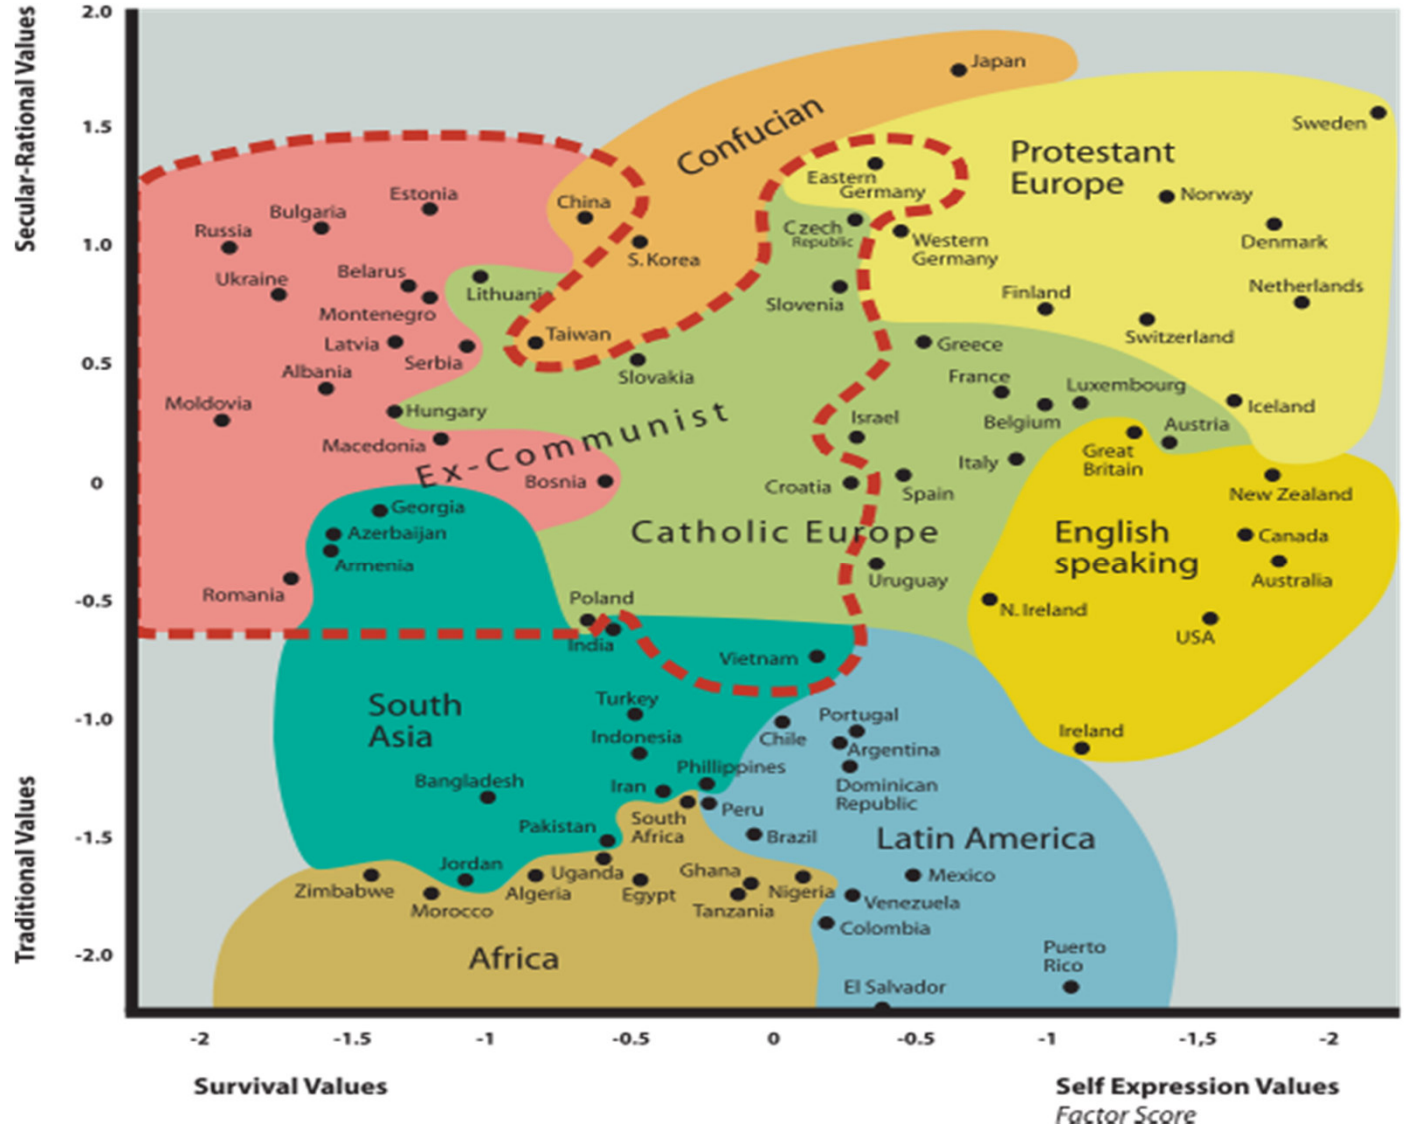 2.0
Secular-Rational Values
Japan
Confucian
Sweden
1.5
Protestant
Europe
Eastern
Germany
Norway
Estonia
China
Bulgaria
Russia
1.0
Czech
Republic
Western
Germany
Denmark
S. Korea
Belarus
Ukraine
Lithuani
Slovenia
Finland
Netherlands
Montenegro
Taiwan
Switzerland
Latvia
Serbia
Greece
0.5
Albania
Slovakia
France
Luxembourg
Moldovia
Hungary
Israel
Belgium
Iceland
Austria
Macedonia
Ex-Communist
Great
Britain
Italy
0
Bosnia
Croatia
Spain
New Zealand
Georgia
Azerbaijan
Catholic Europe
English
speaking
Canada
Armenia
Uruguay
Australia
Romania
-0.5
Poland
N. Ireland
USA
India
Vietnam
South
Asia
Turkey
-1.0
Portugal
Chile
Indonesia
Argentina
Ireland
Phillippines
Bangladesh
Iran
Dominican
Republic
Traditional Values
Peru
South
Africa
Pakistan
-1.5
Brazil
Latin America
Jordan
Uganda
Ghana
Mexico
Zimbabwe
Algeria
Egypt
Nigeria
Morocco
Tanzania
Venezuela
Colombia
-2.0
Africa
Puerto
Rico
El Salvador
-2
-1.5
-1
-0.5
0
-0.5
-1
-1,5
-2
Survival Values
Self Expression Values
Factor Score